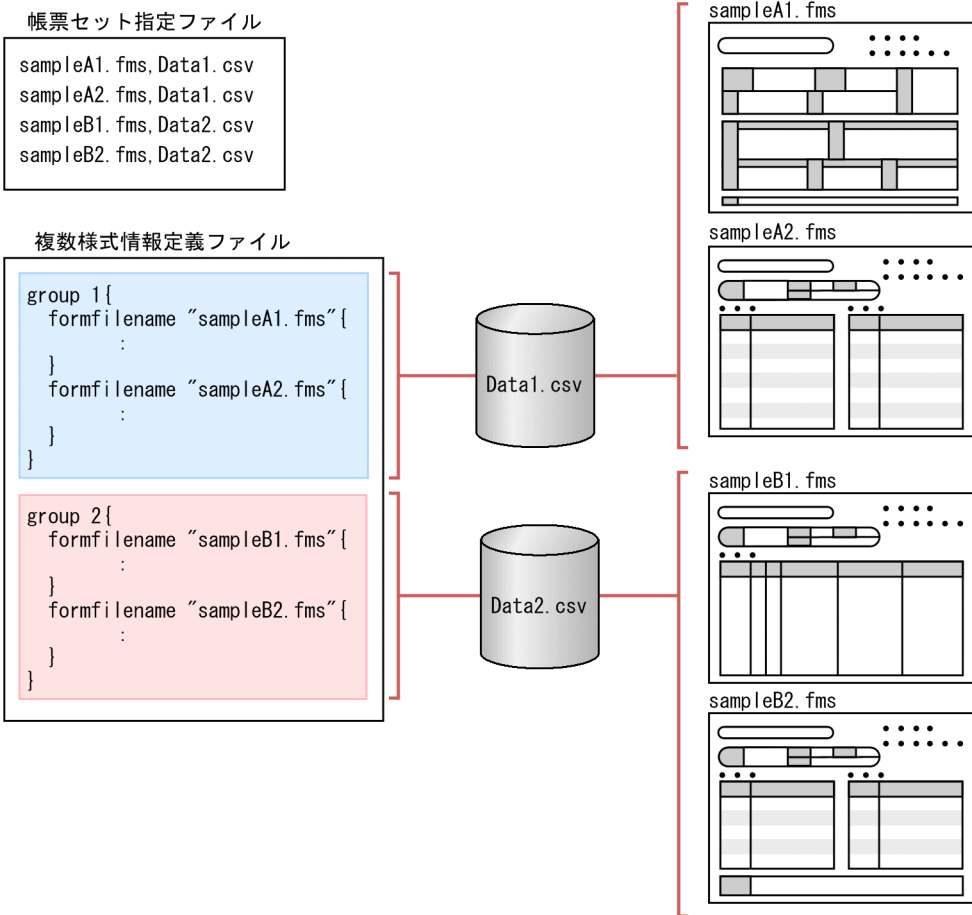 帳票セット指定ファイル
sampleA1.fms,Data1.csv
sampleA2.fms,Data1.csv
sampleB1.fms,Data2.csv
sampleB2.fms,Data2.csv
複数様式情報定義ファイル
group 1{
formfilename "sampleA1.fms"{
:
}
formfilename "sampleA2.fms"{
:
}
}
group 2{
formfilename "sampleB1.fms"{
:
}
formfilename "sampleB2.fms"{
:
}
}
Data1.csv
Data2.csv
sampleA1.fms
sampleA2.fms
sampleB1.fms
sampleB2.fms